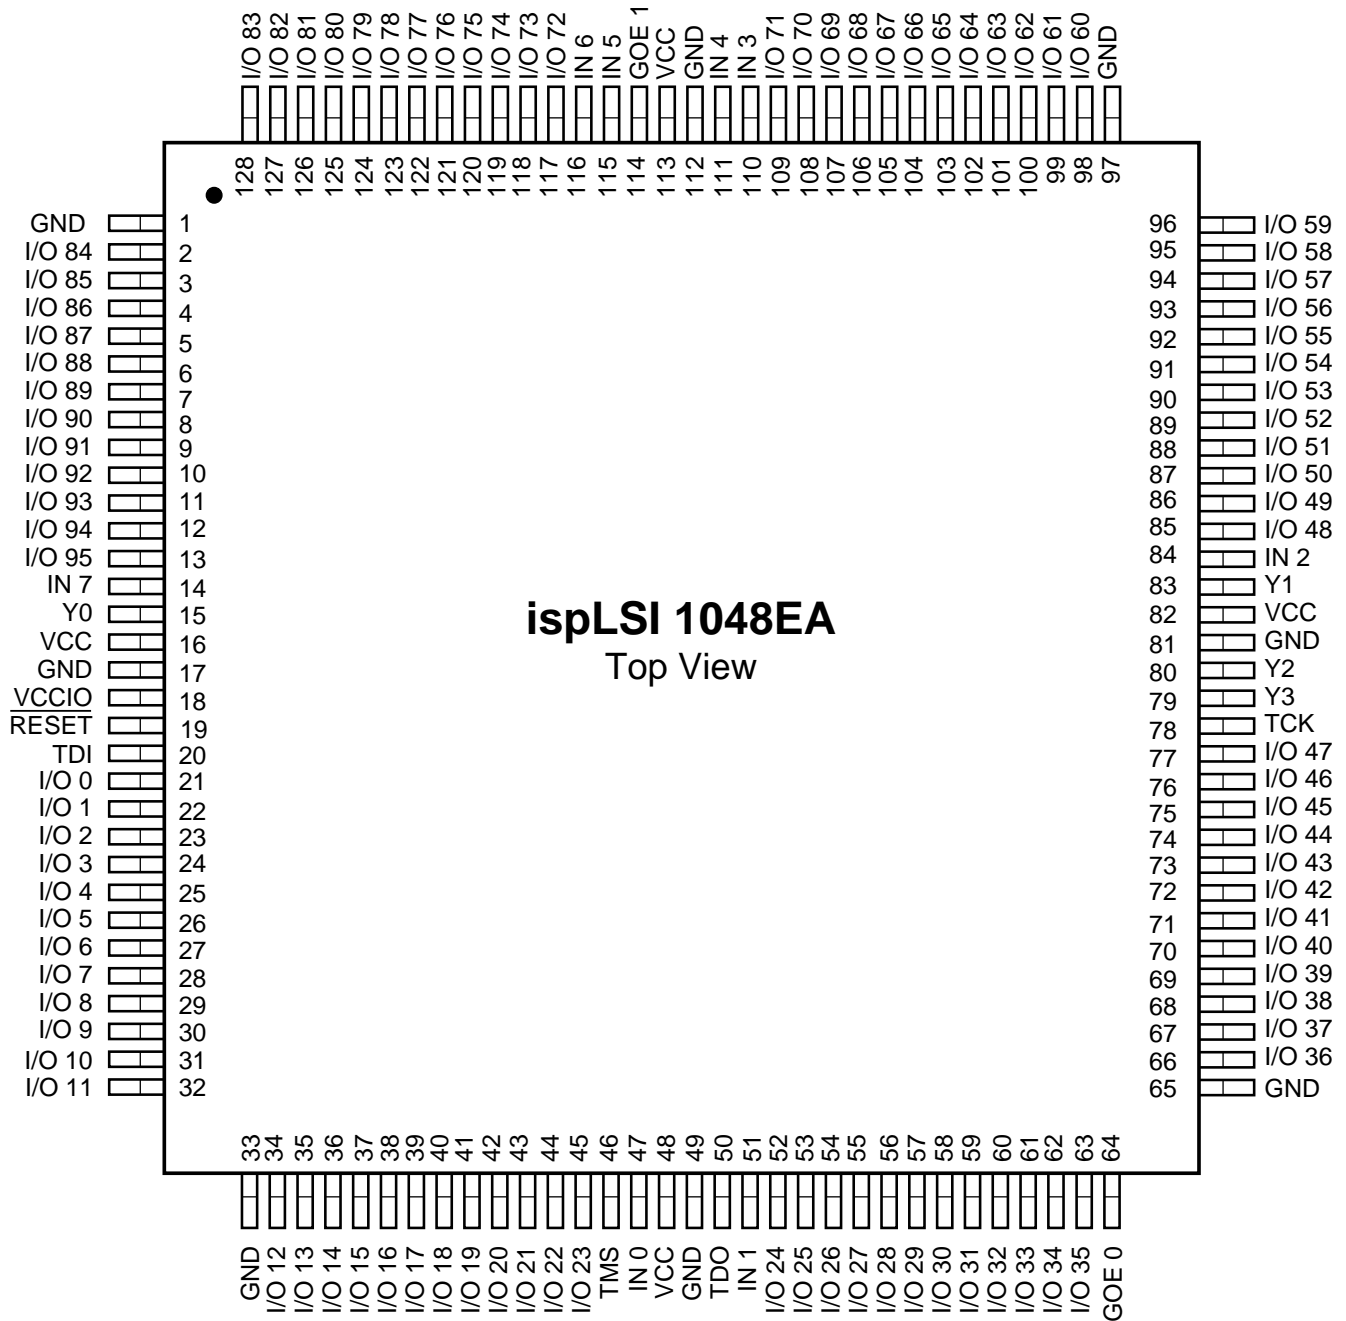 I/O 83
I/O 82
I/O 81
I/O 80
I/O 79
I/O 78
I/O 77
I/O 76
I/O 75
I/O 74
I/O 73
I/O 72
IN 6
IN 5
GOE 1
VCC
GND
IN 4
IN 3
I/O 71
I/O 70
I/O 69
I/O 68
I/O 67
I/O 66
I/O 65
I/O 64
I/O 63
I/O 62
I/O 61
I/O 60
GND
128
127
126
125
124
123
122
121
120
119
118
117
116
115
114
113
112
111
110
109
108
107
106
105
104
103
102
101
100
99
98
97
GND 1
I/O 84 2
I/O 85 3
I/O 86 4
I/O 87 5
I/O 88 6
I/O 89 7
I/O 90 8
I/O 91 9
I/O 92 10
I/O 93 11
I/O 94 12
I/O 95 13
IN 7 14
Y0 15
VCC 16
GND 17
VCCIO 18
RESET 19
TDI 20
I/O 0 21
I/O 1 22
I/O 2 23
I/O 3 24
I/O 4 25
I/O 5 26
I/O 6 27
I/O 7 28
I/O 8 29
I/O 9 30
I/O 10 31
I/O 11 32
ispLSI 1048EA
Top View
96 I/O 59
95 I/O 58
94 I/O 57
93 I/O 56
92 I/O 55
91 I/O 54
90 I/O 53
89 I/O 52
88 I/O 51
87 I/O 50
86 I/O 49
85 I/O 48
84 IN 2
83 Y1
82 VCC
81 GND
80 Y2
79 Y3
78 TCK
77 I/O 47
76 I/O 46
75 I/O 45
74 I/O 44
73 I/O 43
72 I/O 42
71 I/O 41
70 I/O 40
69 I/O 39
68 I/O 38
67 I/O 37
66 I/O 36
65 GND
33
34
35
36
37
38
39
40
41
42
43
44
45
46
47
48
49
50
51
52
53
54
55
56
57
58
59
60
61
62
63
64
GND
I/O 12
I/O 13
I/O 14
I/O 15
I/O 16
I/O 17
I/O 18
I/O 19
I/O 20
I/O 21
I/O 22
I/O 23
TMS
IN 0
VCC
GND
TDO
IN 1
I/O 24
I/O 25
I/O 26
I/O 27
I/O 28
I/O 29
I/O 30
I/O 31
I/O 32
I/O 33
I/O 34
I/O 35
GOE 0